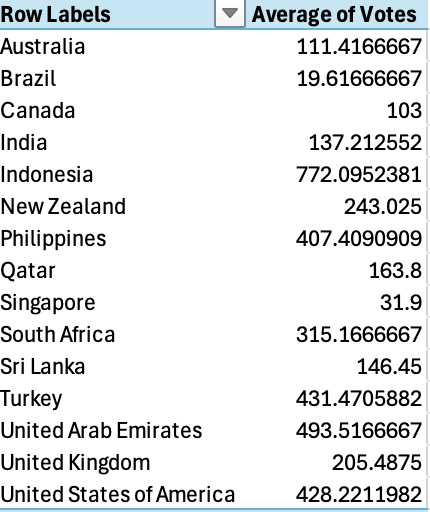 Row Labels Average of Votes
Australia 111.4166667
Brazil 19.61666667
Canada 103
India 137.212552
Indonesia 772.0952381
New Zealand 243.025
Philippines 407.4090909
Qatar 163.8
Singapore 31.9
South Africa 315.1666667
Sri Lanka 146.45
Turkey 431.4705882
United Arab Emirates 493.5166667
United Kingdom 205.4875
United States of America 428.2211982